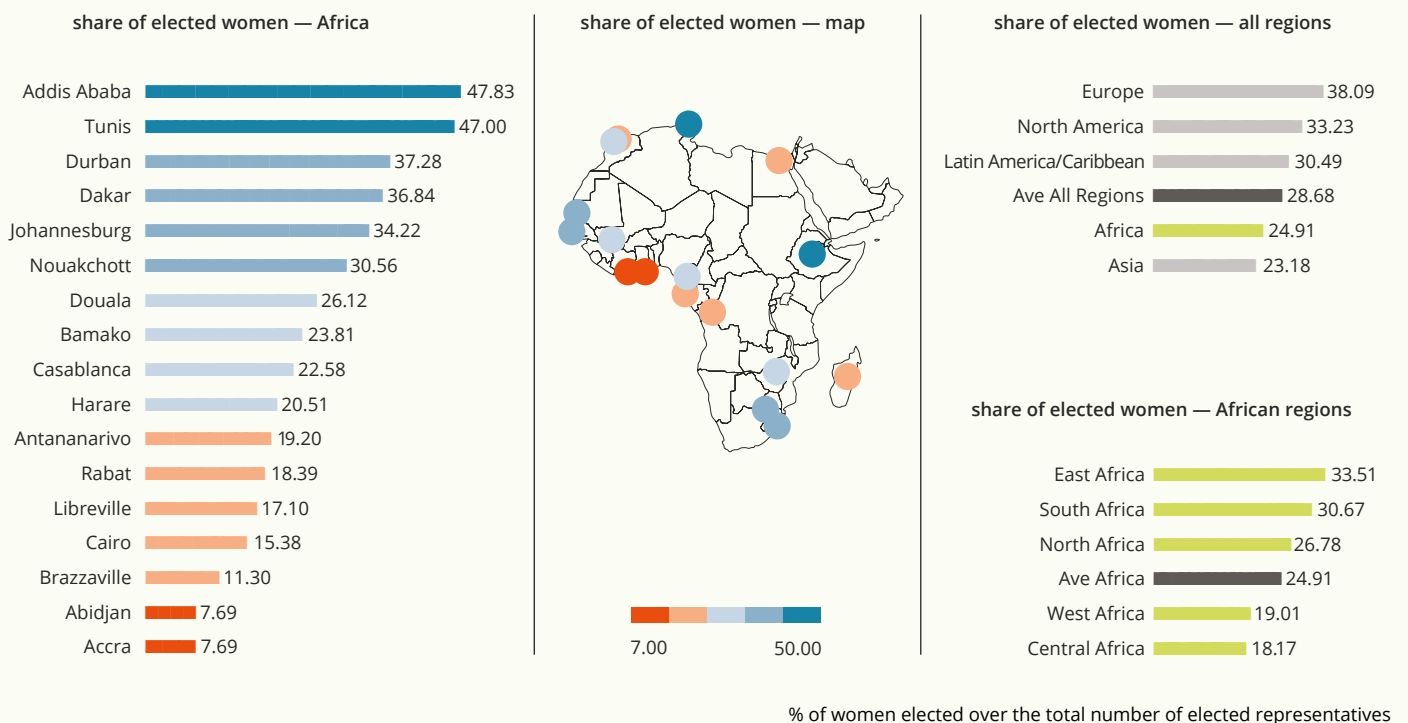 share of elected women — Africa
Addis Ababa 47.83
Tunis 47.00
Durban 37.28
Dakar 36.84
Johannesburg 34.22
Nouakchott 30.56
Douala 26.12
Bamako 23.81
Casablanca 22.58
Harare 20.51
Antananarivo 19.20
Rabat 18.39
Libreville 17.10
Cairo 15.38
Brazzaville 11.30
Abidjan 7.69
Accra 7.69
share of elected women — map
7.00 50.00
share of elected women — all regions
Europe 38.09
North America 33.23
Latin America/Caribbean 30.49
Ave All Regions 28.68
Africa 24.91
Asia 23.18
share of elected women — African regions
East Africa 33.51
South Africa 30.67
North Africa 26.78
Ave Africa 24.91
West Africa 19.01
Central Africa 18.17
% of women elected over the total number of elected representatives